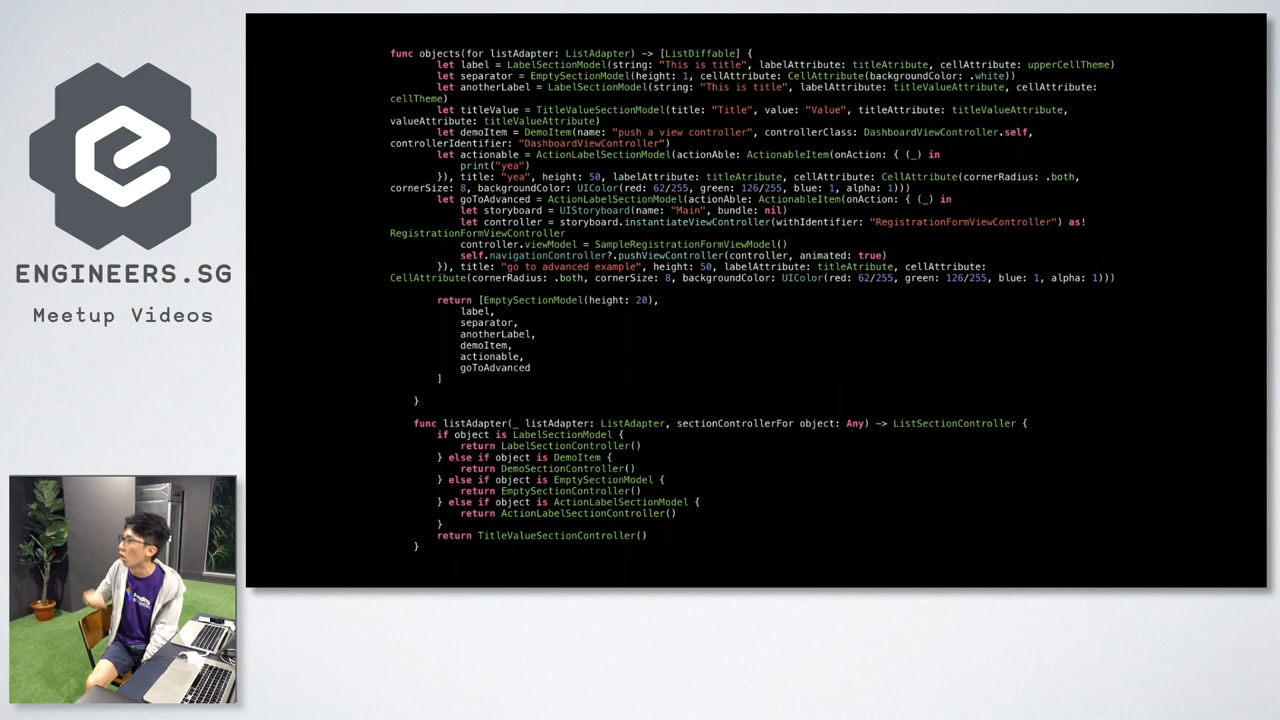 ENGINEERS.SG
Meetup Videos
func objects(for listAdapter: ListAdapter) -> [ListDiffable] {
let label = LabelSectionModel(string: "This is title", labelAttribute: titleAtribute, cellAttribute: upperCellTheme)
let separator = EmptySectionModel(height: 1, cellAttribute: CellAttribute(backgroundColor: .white))
let anotherLabel = LabelSectionModel(string: "This is title", labelAttribute: titleValueAttribute, cellAttribute:
cellTheme)
let titleValue = TitleValueSectionModel(title: "Title", value: "Value", titleAttribute: titleValueAttribute,
valueAttribute: titleValueAttribute)
let demoItem = DemoItem(name: "push a view controller", controllerClass: DashboardViewController.self,
controllerIdentifier: "DashboardViewController")
let actionable = ActionLabelSectionModel(actionAble: ActionableItem(onAction: { (_) in
print("yea")
}), title: "yea", height: 50, labelAttribute: titleAtribute, cellAttribute: CellAttribute(cornerRadius: .both,
cornerSize: 8, backgroundColor: UIColor(red: 62/255, green: 126/255, blue: 1, alpha: 1)))
let goToAdvanced = ActionLabelSectionModel(actionAble: ActionableItem(onAction: { (_) in
let storyboard = UIStoryboard(name: "Main", bundle: nil)
let controller = storyboard.instantiateViewController(withIdentifier: "RegistrationFormViewController") as!
RegistrationFormViewController
controller.viewModel = SampleRegistrationFormViewModel()
self.navigationController?.pushViewController(controller, animated: true)
}), title: "go to advanced example", height: 50, labelAttribute: titleAtribute, cellAttribute:
CellAttribute(cornerRadius: .both, cornerSize: 8, backgroundColor: UIColor(red: 62/255, green: 126/255, blue: 1, alpha: 1)))
return [EmptySectionModel(height: 20),
label,
separator,
anotherLabel,
demoItem,
actionable,
goToAdvanced
]
}
func listAdapter(_ listAdapter: ListAdapter, sectionControllerFor object: Any) -> ListSectionController {
if object is LabelSectionModel {
return LabelSectionController()
} else if object is DemoItem {
return DemoSectionController()
} else if object is EmptySectionModel {
return EmptySectionController()
} else if object is ActionLabelSectionModel {
return ActionLabelSectionController()
}
return TitleValueSectionController()
}